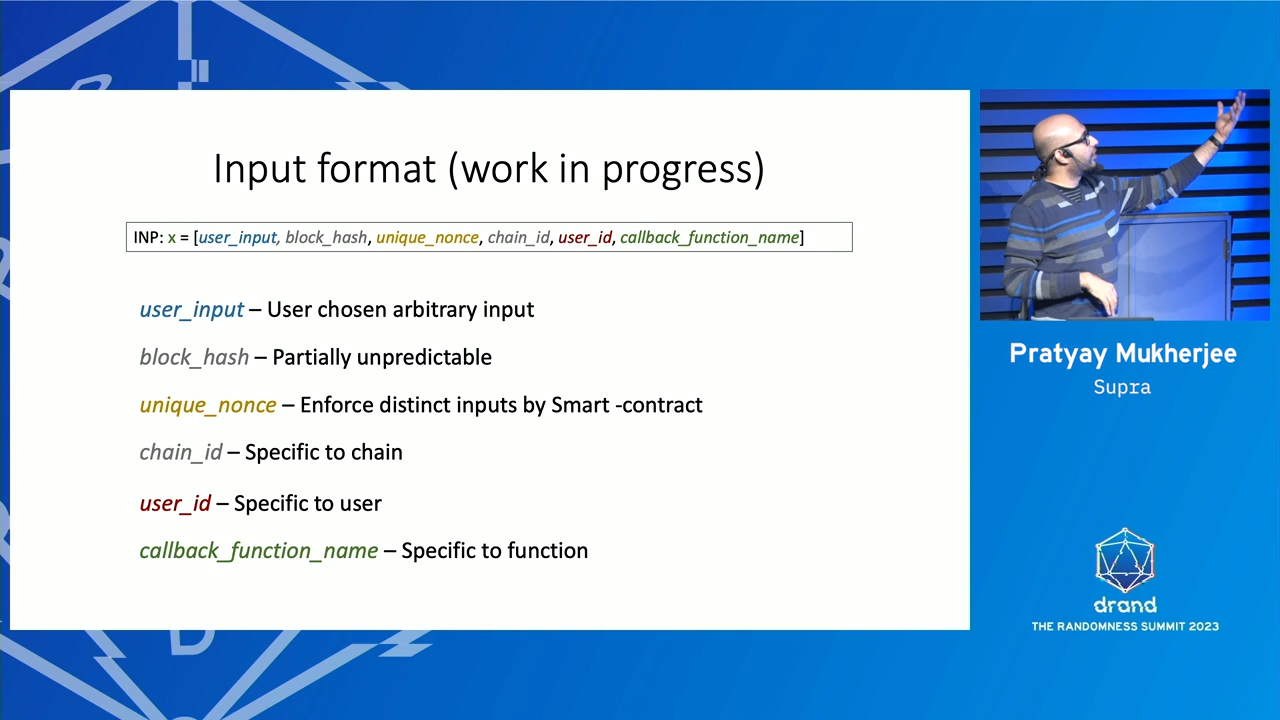 Input format (work in progress)
INP: x = [user_input, block_hash, unique_nonce, chain_id, user_id, callback_function_name]
user_input – User chosen arbitrary input
block_hash – Partially unpredictable
unique_nonce – Enforce distinct inputs by Smart -contract
chain_id – Specific to chain
user_id – Specific to user
callback_function_name – Specific to function
Pratyay Mukherjee
Supra
drand
THE RANDOMNESS SUMMIT 2023